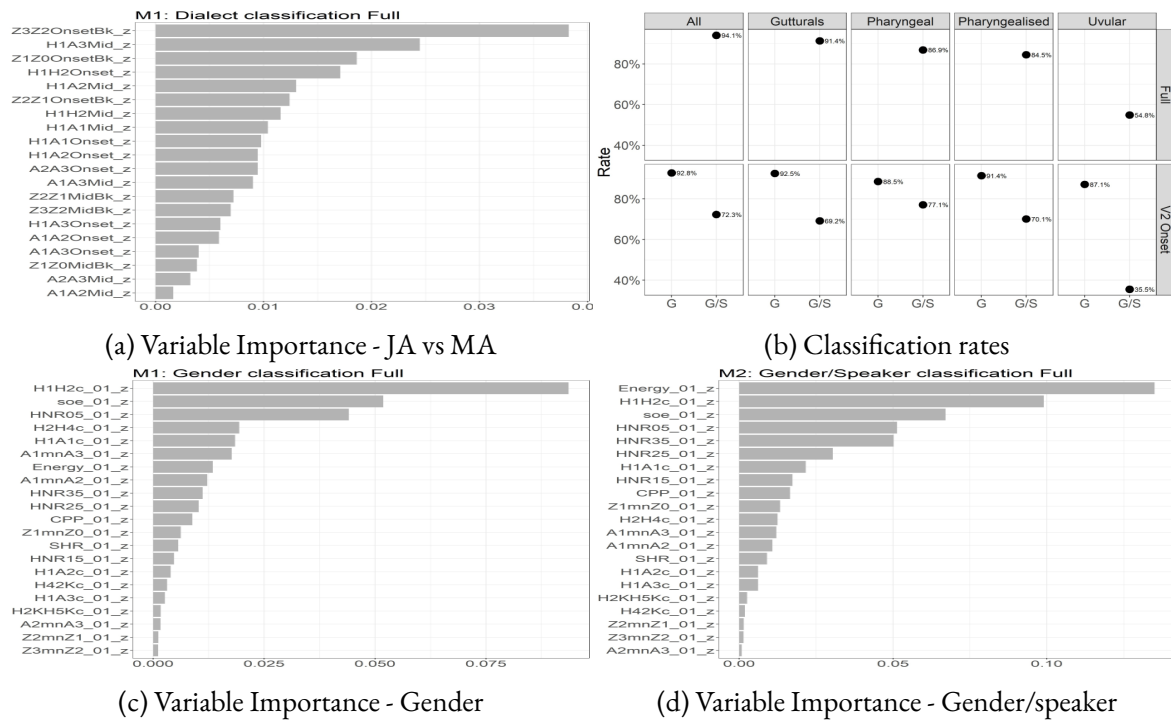 M1: Dialect classification Full
Z3Z2OnsetBk_z
H1A3Mid_z
Z1Z0OnsetBk_z
H1H2Onset_z
H1A2Mid_z
Z2Z1OnsetBk_z
H1H2Mid_z
H1A1Mid_z
H1A1Onset_z
H1A2Onset_z
A2A3Onset_z
A1A3Mid_z
Z2Z1MidBk_z
Z3Z2MidBk_z
H1A3Onset_z
A1A2Onset_z
A1A3Onset_z
Z1Z0MidBk_z
A2A3Mid_z
A1A2Mid_z
0.00 0.01 0.02 0.03 0.0
(a) Variable Importance - JA vs MA
All Gutturals Pharyngeal Pharyngealised Uvular
94.1% 91.4% 86.9% 84.5% 54.8%
80%
60%
40%
Full
Rate
92.8% 72.3% 92.5% 69.2% 88.5% 77.1% 91.4% 70.1% 87.1% 35.5%
80%
60%
40%
V2 Onset
G G/S G G/S G G/S G G/S G G/S
(b) Classification rates
M1: Gender classification Full
H1H2c_01_z
soe_01_z
HNR05_01_z
H2H4c_01_z
H1A1c_01_z
A1mnA3_01_z
Energy_01_z
A1mnA2_01_z
HNR35_01_z
HNR25_01_z
CPP_01_z
Z1mnZ0_01_z
SHR_01_z
HNR15_01_z
H1A2c_01_z
H42Kc_01_z
H1A3c_01_z
H2KH5Kc_01_z
A2mnA3_01_z
Z2mnZ1_01_z
Z3mnZ2_01_z
0.000 0.025 0.050 0.075
(c) Variable Importance - Gender
M2: Gender/Speaker classification Full
Energy_01_z
H1H2c_01_z
soe_01_z
HNR05_01_z
HNR35_01_z
HNR25_01_z
H1A1c_01_z
HNR15_01_z
CPP_01_z
Z1mnZ0_01_z
H2H4c_01_z
A1mnA3_01_z
A1mnA2_01_z
SHR_01_z
H1A2c_01_z
H1A3c_01_z
H2KH5Kc_01_z
H42Kc_01_z
Z2mnZ1_01_z
Z3mnZ2_01_z
A2mnA3_01_z
0.00 0.05 0.10
(d) Variable Importance - Gender/speaker